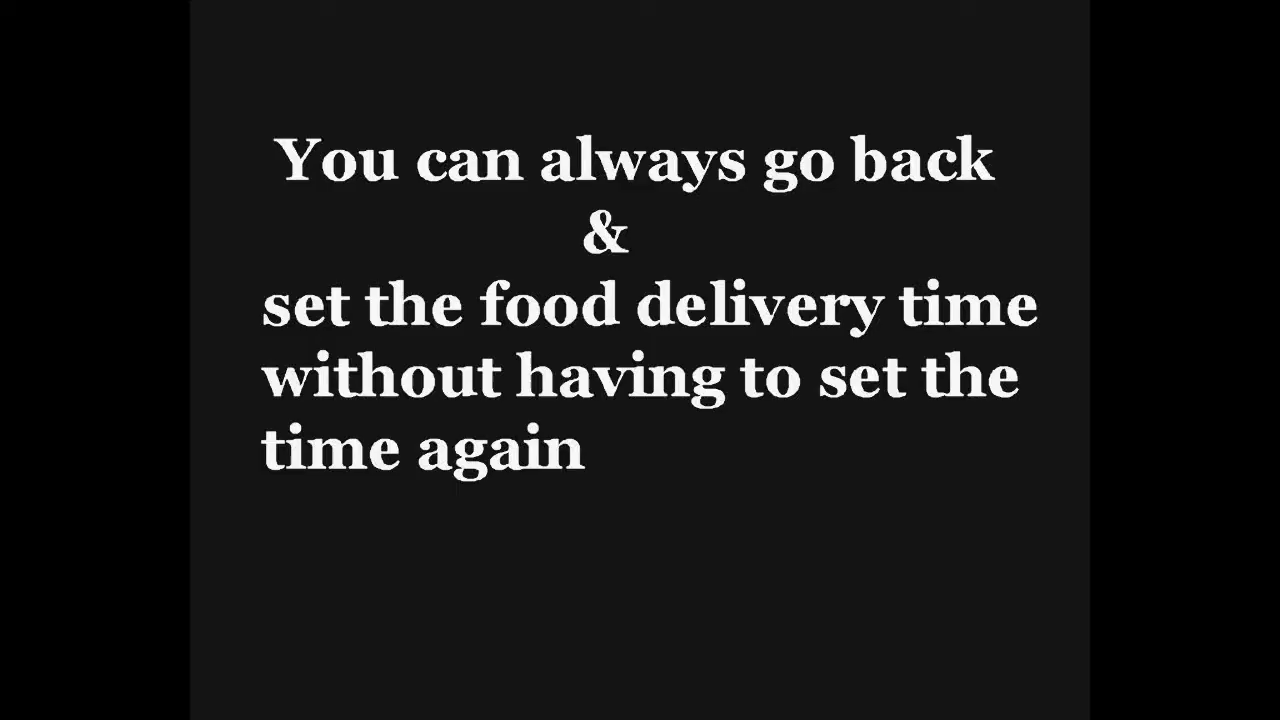 You can always go back
&
set the food delivery time
without having to set the
time again